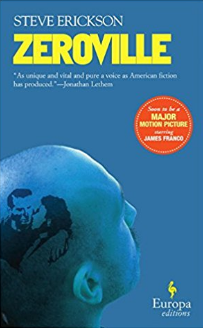 STEVE ERICKSON
ZEROVILLE
"As unique and vital and pure a voice as American fiction
has produced."—Jonathan Lethem
Soon to be a
MAJOR
MOTION PICTURE
starring
JAMES FRANCO
Europa
editions